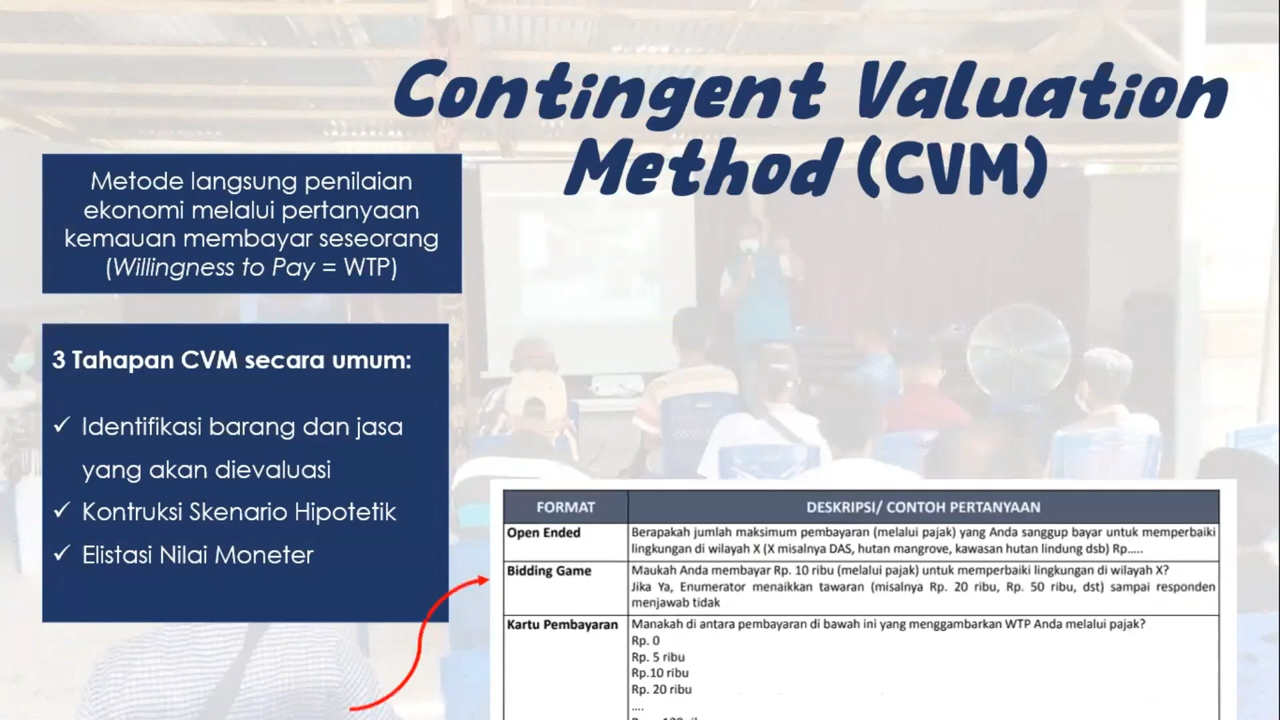 Contingent Valuation
Method (CVM)
Metode langsung penilaian
ekonomi melalui pertanyaan
kemauan membayar seseorang
(Willingness to Pay = WTP)
3 Tahapan CVM secara umum:
✓ Identifikasi barang dan jasa
yang akan dievaluasi
✓ Kontruksi Skenario Hipotetik
✓ Elistasi Nilai Moneter
FORMAT DESKRIPSI/ CONTOH PERTANYAAN
Open Ended Berapakah jumlah maksimum pembayaran (melalui pajak) yang Anda sanggup bayar untuk memperbaiki
lingkungan di wilayah X (X misalnya DAS, hutan mangrove, kawasan hutan lindung dsb) Rp.....
Bidding Game Maukah Anda membayar Rp. 10 ribu (melalui pajak) untuk memperbaiki lingkungan di wilayah X?
Jika Ya, Enumerator menaikkan tawaran (misalnya Rp. 20 ribu, Rp. 50 ribu, dst) sampai responden
menjawab tidak
Kartu Pembayaran Manakah di antara pembayaran di bawah ini yang menggambarkan WTP Anda melalui pajak?
Rp. 0
Rp. 5 ribu
Rp.10 ribu
Rp. 20 ribu
....